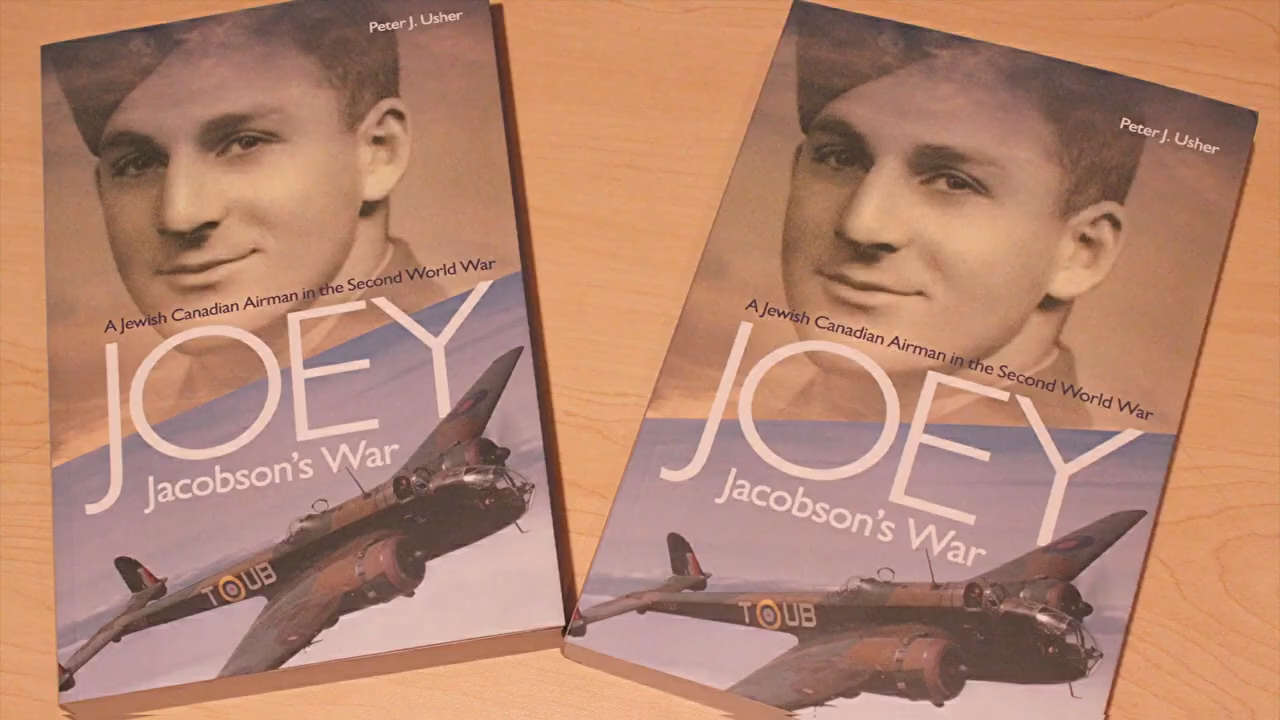 Peter J. Usher
A Jewish Canadian Airman in the Second World War
JOEY
Jacobson's War
T UB
Peter J. Usher
A Jewish Canadian Airman in the Second World War
JOEY
Jacobson's War
T UB